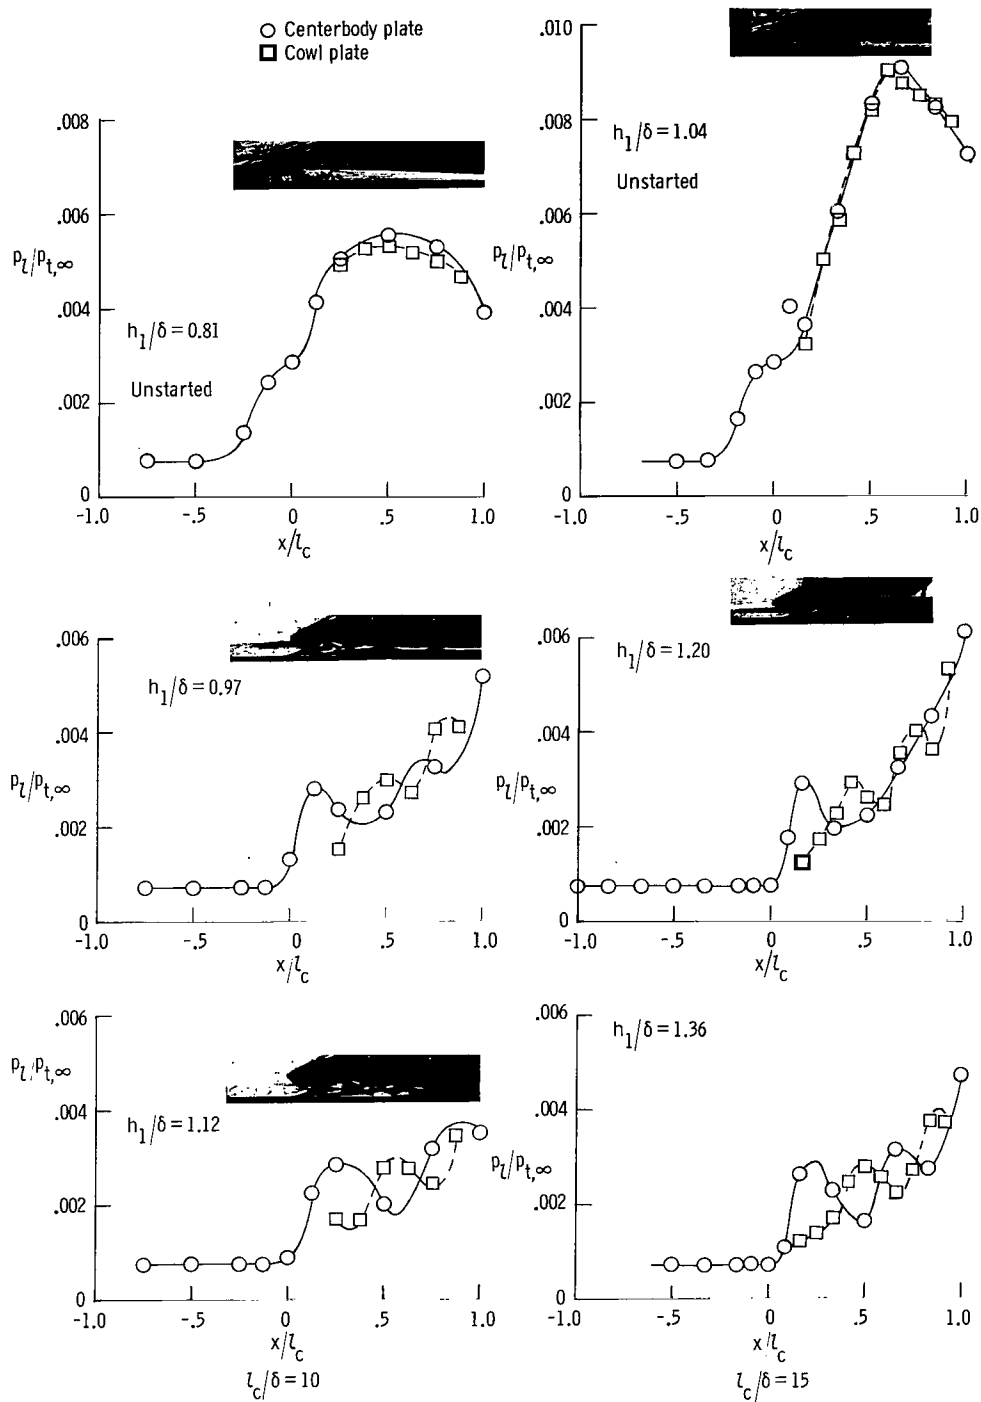 Centerbody plate
Cowl plate
.008
.006
p_l/p_t,∞
.004
.002
0
h_1/δ = 0.81
Unstarted
-1.0 -.5 0 .5 1.0
x/l_c
.010
.008
.006
p_l/p_t,∞
.004
.002
0
h_1/δ = 1.04
Unstarted
-1.0 -.5 0 .5 1.0
x/l_c
.006
.004
p_l/p_t,∞
.002
0
h_1/δ = 0.97
-1.0 -.5 0 .5 1.0
x/l_c
.006
.004
p_l/p_t,∞
.002
0
h_1/δ = 1.20
-1.0 -.5 0 .5 1.0
x/l_c
.006
p_l/p_t,∞
.004
.002
0
h_1/δ = 1.12
-1.0 -.5 0 .5 1.0
x/l_c
l_c/δ = 10
.006
.004
p_l/p_t,∞
.002
0
h_1/δ = 1.36
-1.0 -.5 0 .5 1.0
x/l_c
l_c/δ = 15